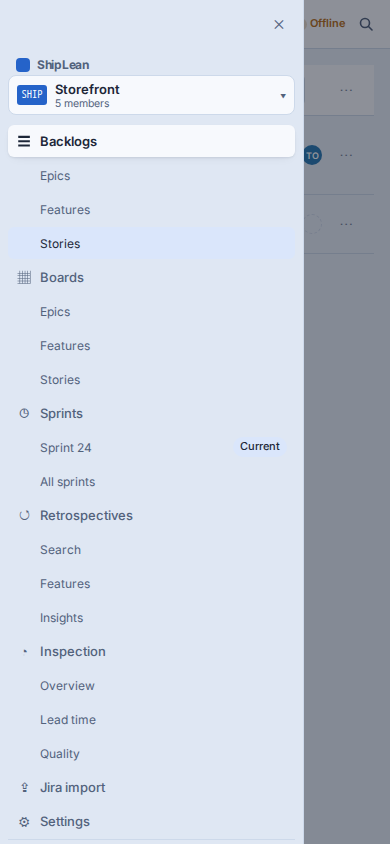 Offline
ShipLean
SHIP
Storefront
5 members
Backlogs
Epics
Features
Stories
Boards
Epics
Features
Stories
Sprints
Sprint 24
Current
All sprints
Retrospectives
Search
Features
Insights
Inspection
Overview
Lead time
Quality
Jira import
Settings
TO